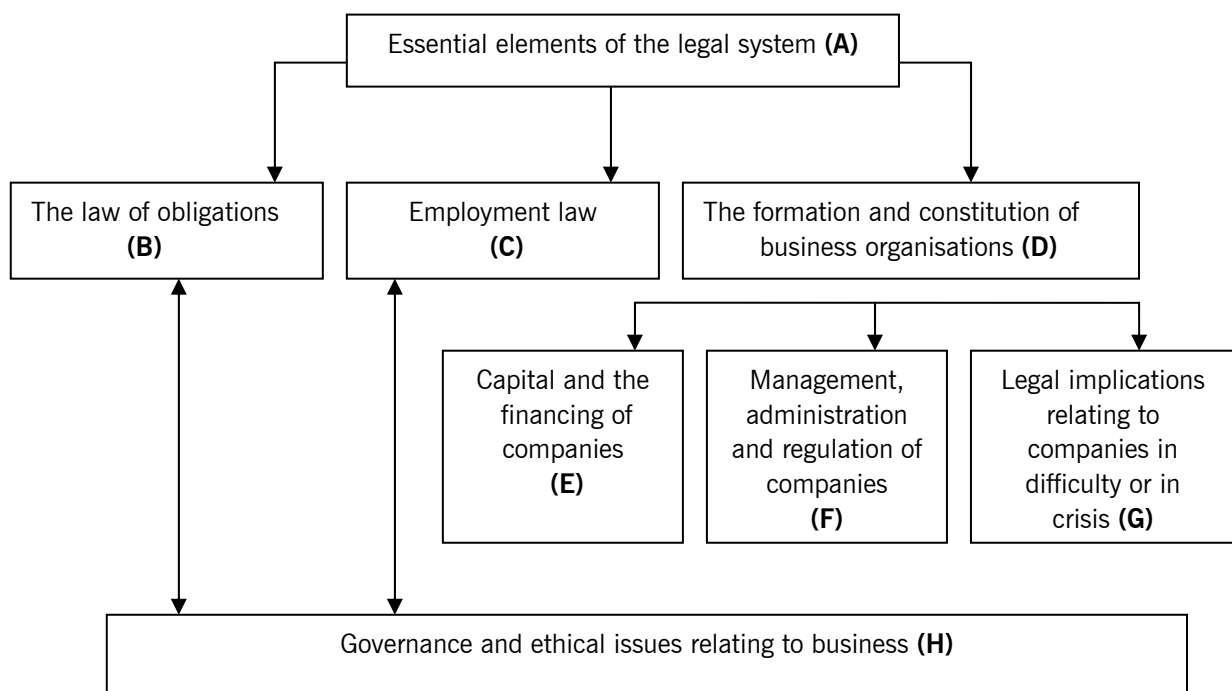 Essential elements of the legal system (A)
The law of obligations
(B)
Employment law
(C)
The formation and constitution of
business organisations (D)
Capital and the
financing of
companies
(E)
Management,
administration
and regulation of
companies
(F)
Legal implications
relating to
companies in
difficulty or in
crisis (G)
Governance and ethical issues relating to business (H)